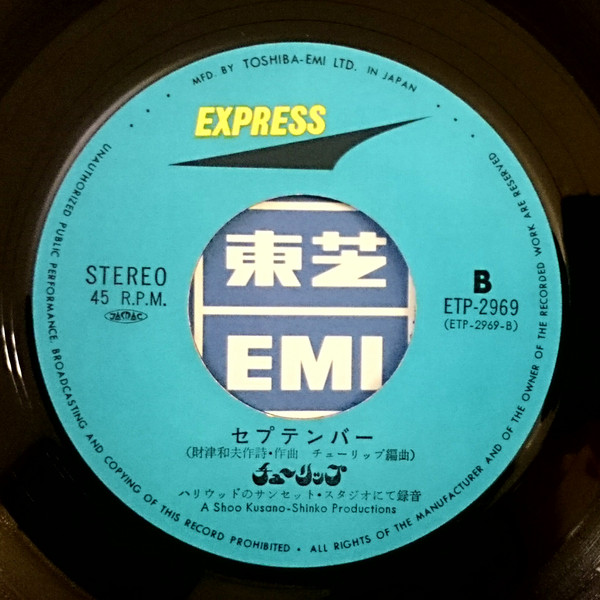 MFD. BY TOSHIBA-EMI LTD. IN JAPAN
EXPRESS
STEREO
45 R.P.M.
JASRAC
東芝
EMI
B
ETP-2969
(ETP-2969-B)
セプテンバー
(財津和夫作詩・作曲 チューリップ編曲)
チューリップ
ハリウッドのサンセット・スタジオにて録音
A Shoo Kusano-Shinko Productions
UNAUTHORIZED PUBLIC PERFORMANCE, BROADCASTING AND COPYING OF THIS RECORD PROHIBITED • ALL RIGHTS OF THE MANUFACTURER AND OF THE OWNER OF THE RECORDED WORK ARE RESERVED